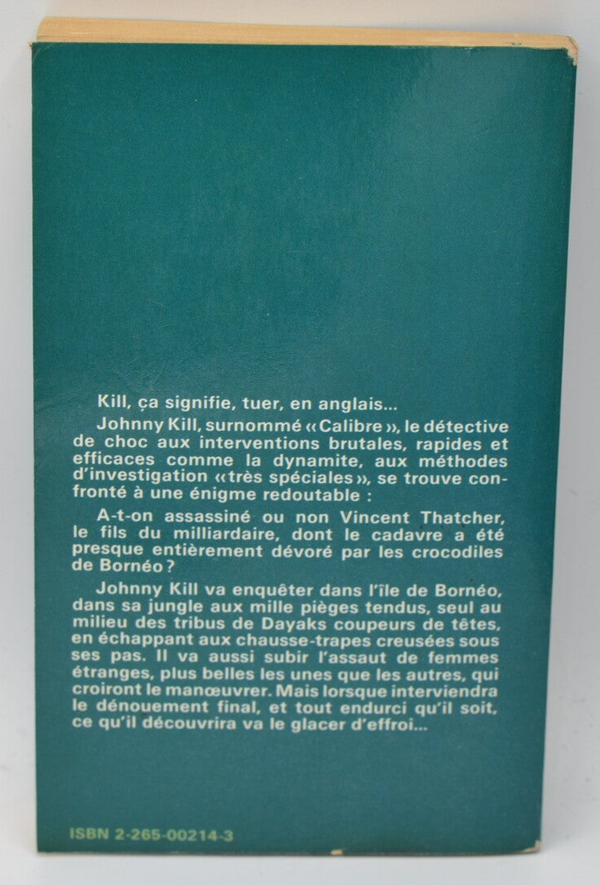 Kill, ça signifie, tuer, en anglais...
Johnny Kill, surnommé «Calibre», le détective
de choc aux interventions brutales, rapides et
efficaces comme la dynamite, aux méthodes
d'investigation «très spéciales», se trouve con-
fronté à une énigme redoutable :
A-t-on assassiné ou non Vincent Thatcher,
le fils du milliardaire, dont le cadavre a été
presque entièrement dévoré par les crocodiles
de Bornéo ?
Johnny Kill va enquêter dans l'île de Bornéo,
dans sa jungle aux mille pièges tendus, seul au
milieu des tribus de Dayaks coupeurs de têtes,
en échappant aux chausse-trapes creusées sous
ses pas. Il va aussi subir l'assaut de femmes
étranges, plus belles les unes que les autres, qui
croiront le manœuvrer. Mais lorsque interviendra
le dénouement final, et tout endurci qu'il soit,
ce qu'il découvrira va le glacer d'effroi...
ISBN 2-265-00214-3